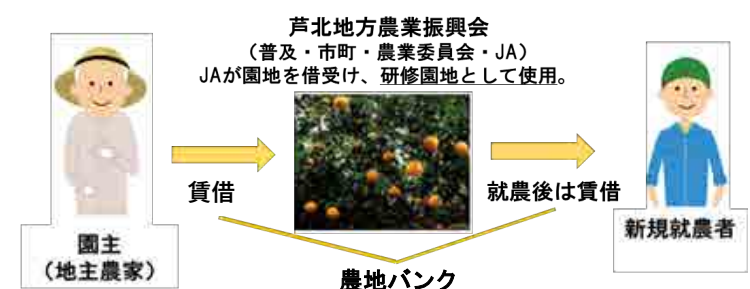 芦北地方農業振興会
(普及・市町・農業委員会・JA)
JAが園地を借受け、研修園地として使用。
賃借
就農後は賃借
園主
(地主農家)
新規就農者
農地バンク